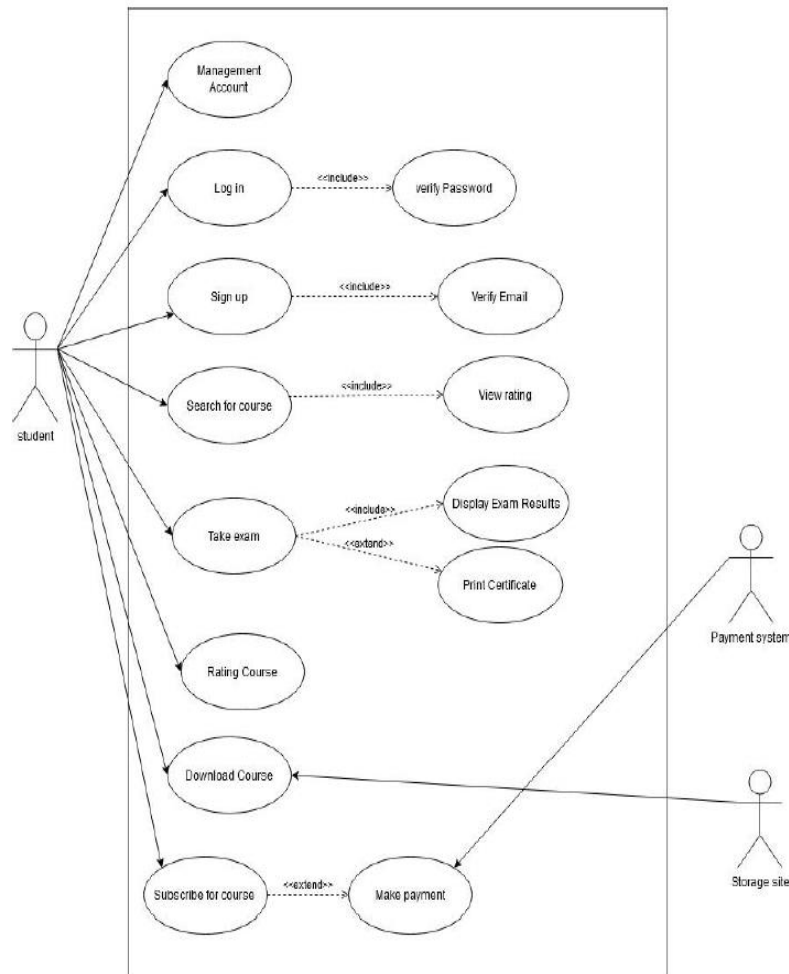 Management
Account
Log in
<<include>>
verify Password
Sign up
<<include>>
Verify Email
student
Search for course
<<include>>
View rating
Take exam
<<include>>
Display Exam Results
<<extend>>
Print Certificate
Payment system
Rating Course
Download Course
Storage site
Subscribe for course
<<extend>>
Make payment